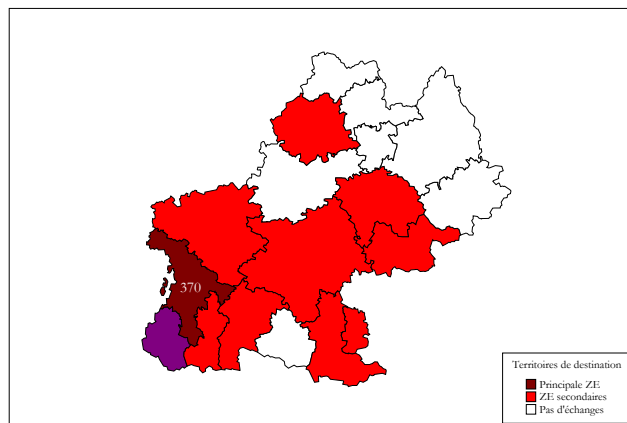 370
Territoires de destination
Principale ZE
ZE secondaires
Pas d'échanges